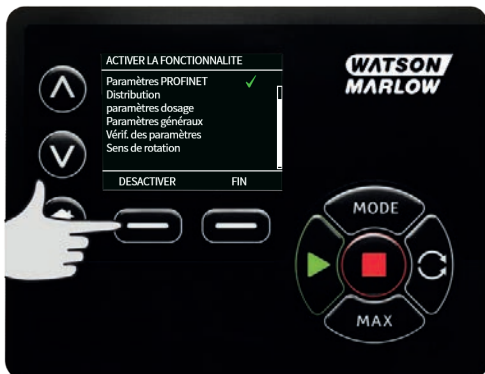 ACTIVER LA FONCTIONNALITE
Paramètres PROFINET
Distribution
paramètres dosage
Paramètres généraux
Vérif. des paramètres
Sens de rotation
DESACTIVER FIN
WATSON
MARLOW
MODE
MAX